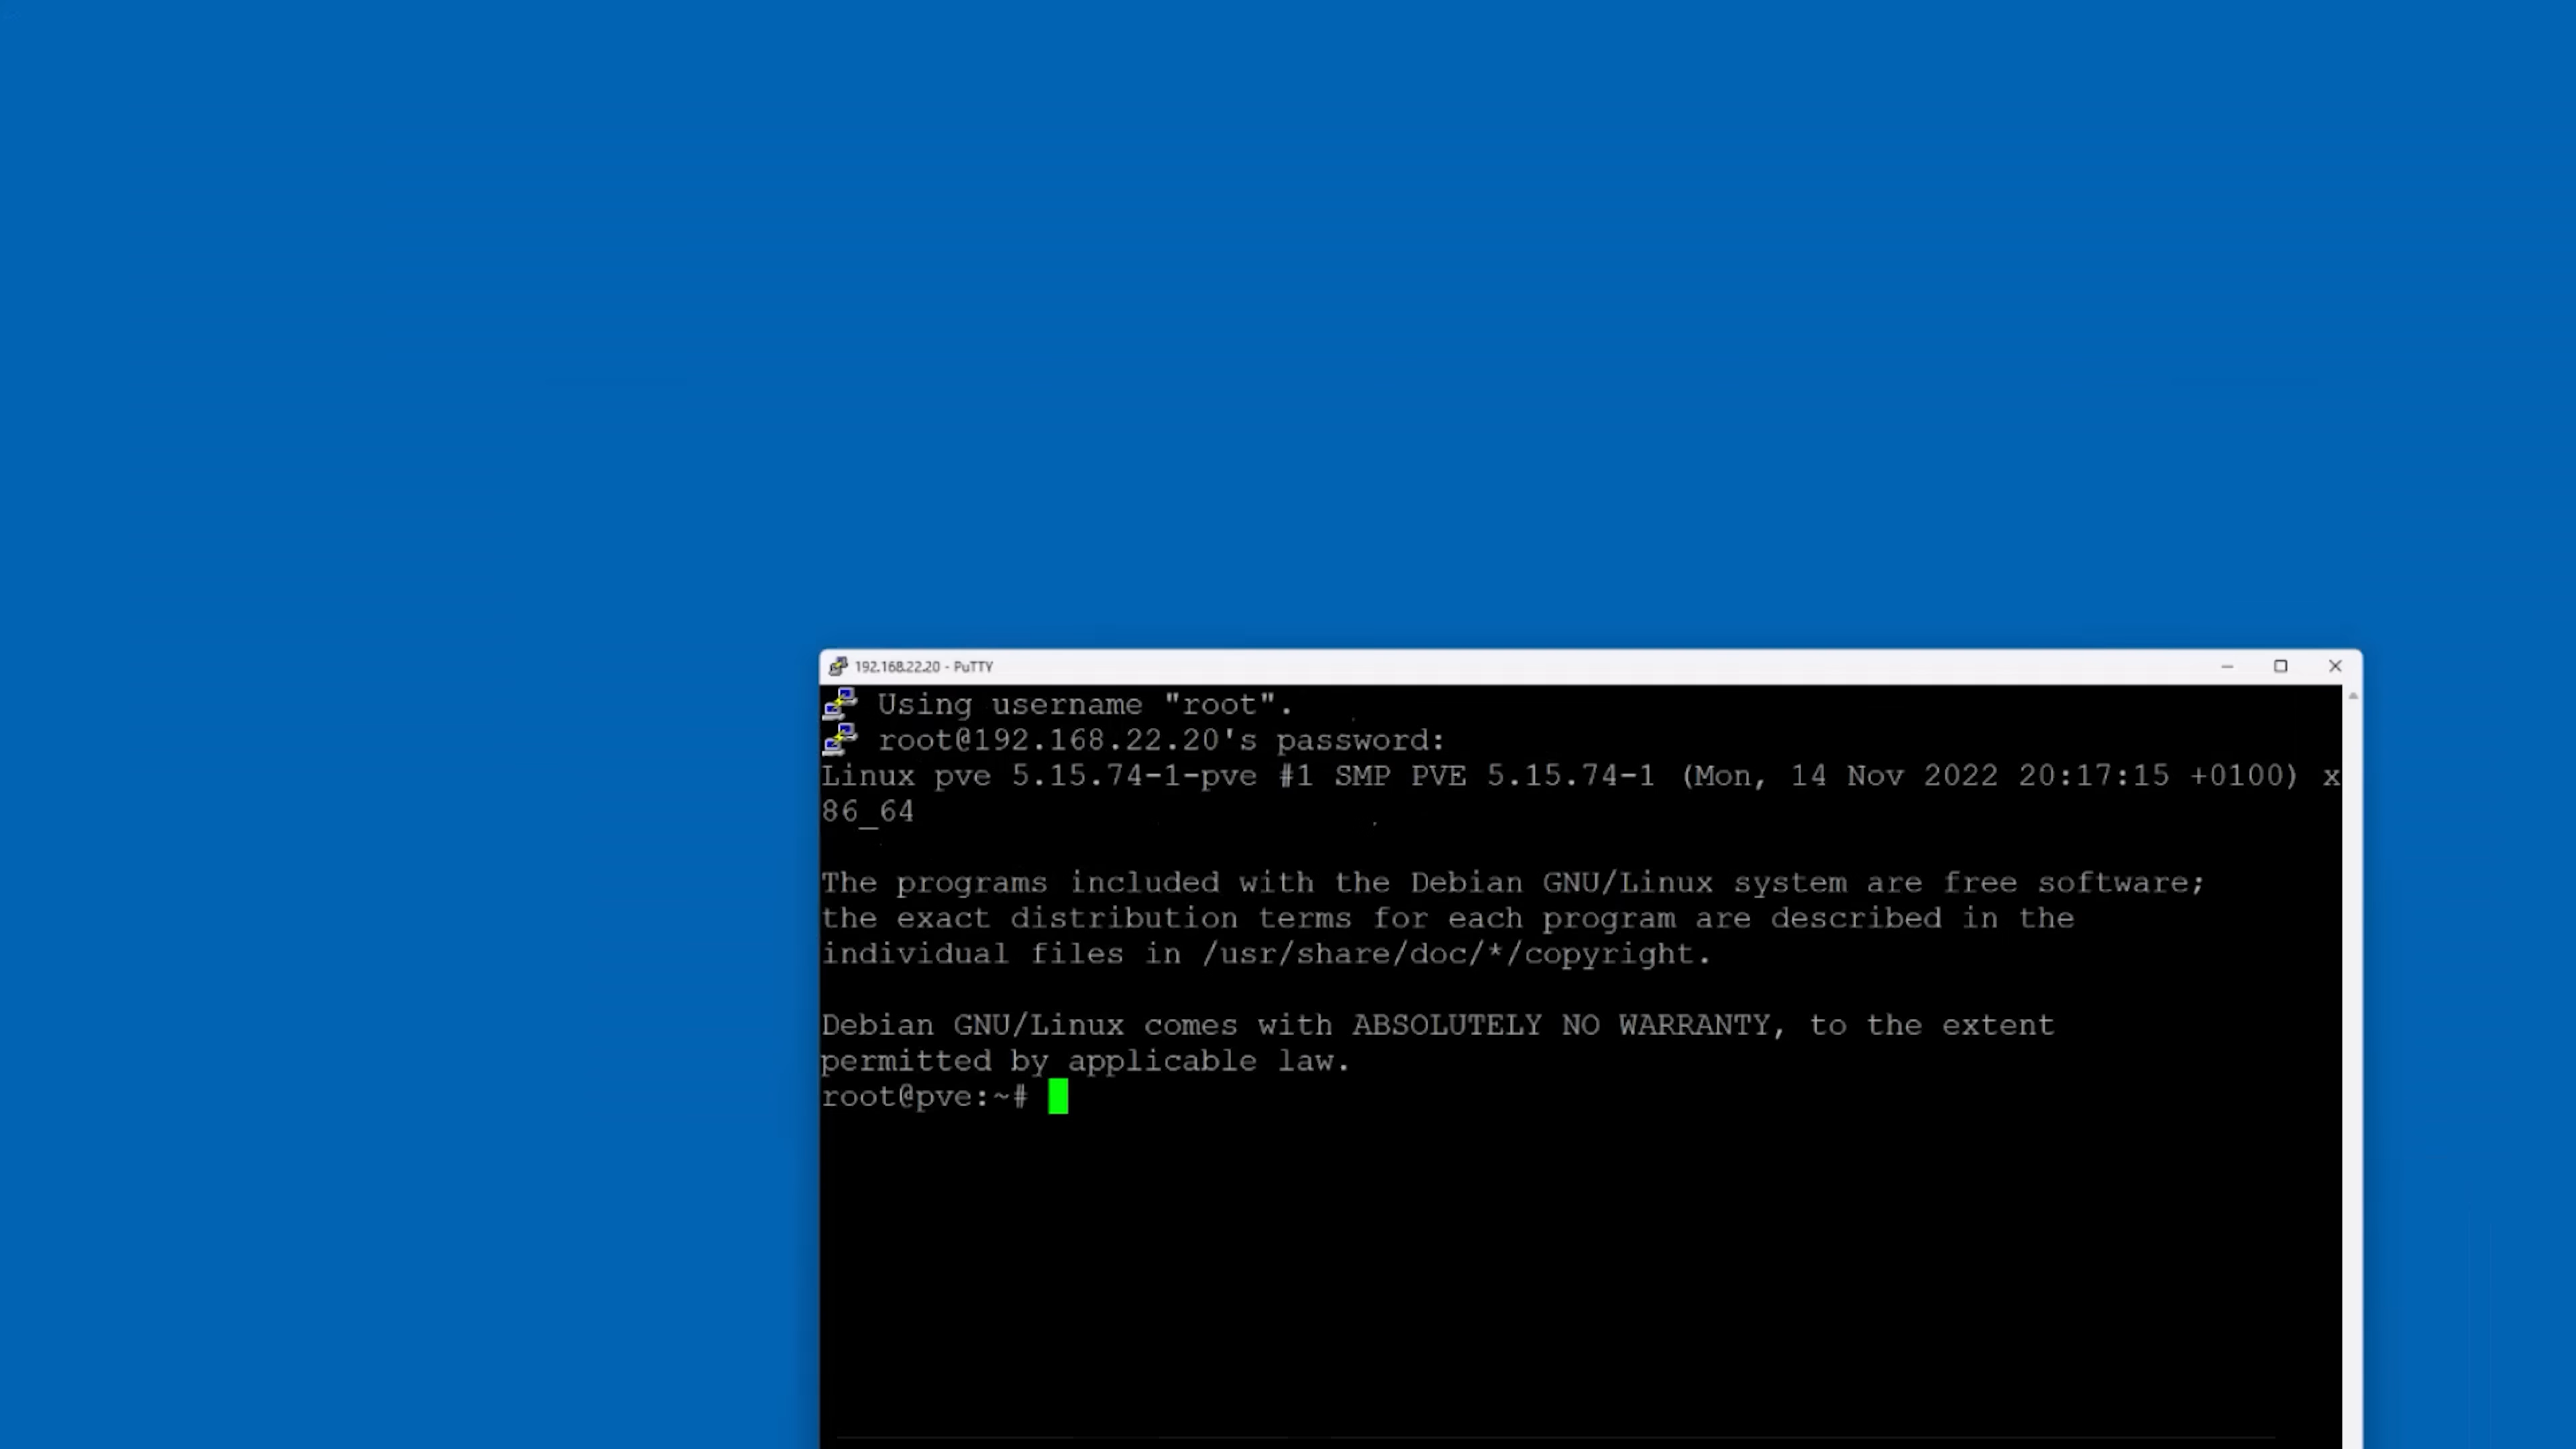 192.168.22.20 - PuTTY
Using username "root".
root@192.168.22.20's password:
Linux pve 5.15.74-1-pve #1 SMP PVE 5.15.74-1 (Mon, 14 Nov 2022 20:17:15 +0100) x
86_64
The programs included with the Debian GNU/Linux system are free software;
the exact distribution terms for each program are described in the
individual files in /usr/share/doc/*/copyright.
Debian GNU/Linux comes with ABSOLUTELY NO WARRANTY, to the extent
permitted by applicable law.
root@pve:~#